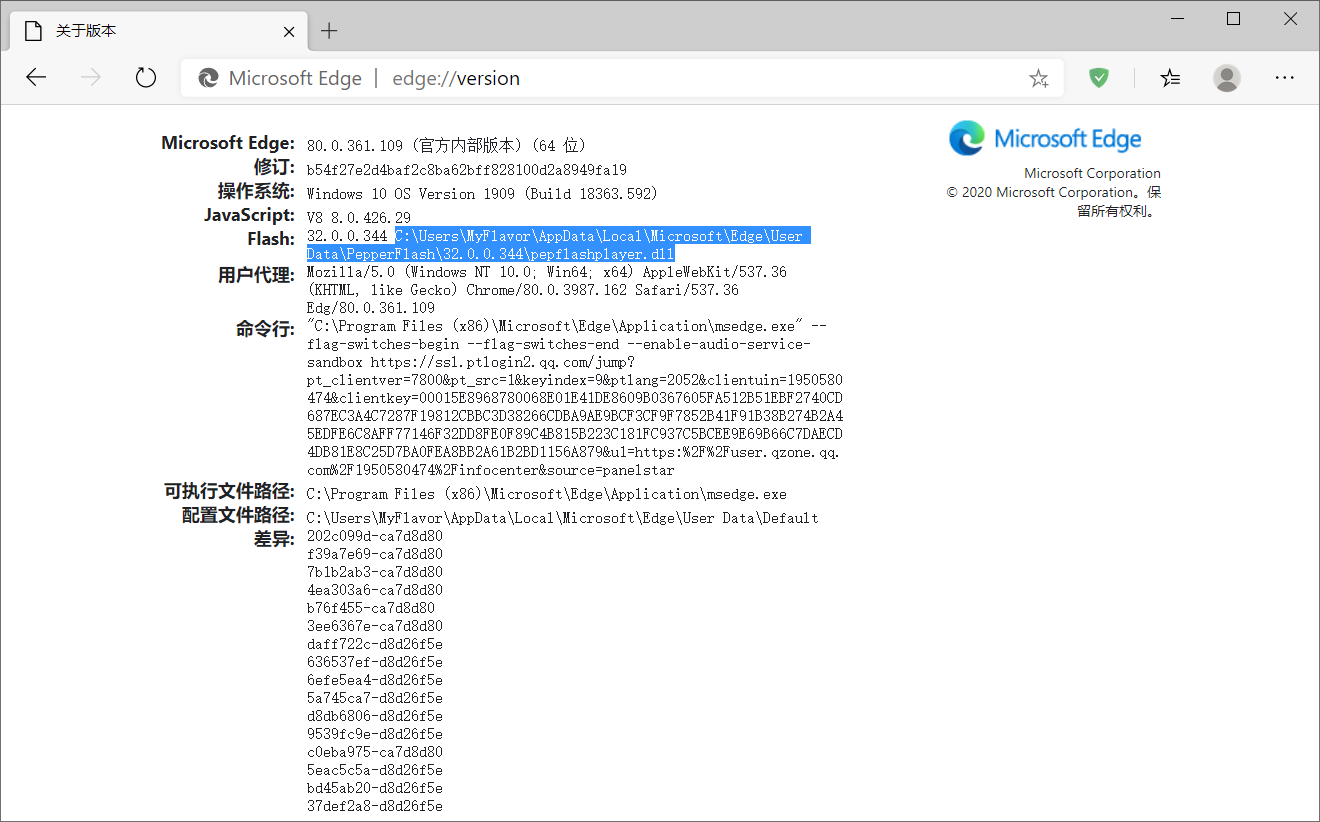 关于版本
Microsoft Edge | edge://version
Microsoft Edge
Microsoft Corporation
© 2020 Microsoft Corporation。保
留所有权利。
Microsoft Edge: 80.0.361.109 (官方内部版本) (64 位)
修订: b54f27e2d4baf2c8ba62bff828100d2a8949fa19
操作系统: Windows 10 OS Version 1909 (Build 18363.592)
JavaScript: V8 8.0.426.29
Flash: 32.0.0.344 C:\Users\MyFlavor\AppData\Local\Microsoft\Edge\User
Data\PepperFlash\32.0.0.344\pepflashplayer.dll
用户代理: Mozilla/5.0 (Windows NT 10.0; Win64; x64) AppleWebKit/537.36
(KHTML, like Gecko) Chrome/80.0.3987.162 Safari/537.36
Edg/80.0.361.109
命令行: "C:\Program Files (x86)\Microsoft\Edge\Application\msedge.exe" --
flag-switches-begin --flag-switches-end --enable-audio-service-
sandbox https://ssl.ptlogin2.qq.com/jump?
pt_clientver=7800&pt_src=1&keyindex=9&ptlang=2052&clientuin=1950580
474&clientkey=00015E8968780068E01E41DE8609B0367605FA512B51EBF2740CD
687EC3A4C7287F19812CBBC3D38266CDBA9AE9BCF3CF9F7852B41F91B38B274B2A4
5EDFE6C8AFF77146F32DD8FE0F89C4B815B223C181FC937C5BCEE9E69B66C7DAECD
4DB81E8C25D7BA0FEA8BB2A61B2BD1156A879&u1=https:%2F%2Fuser.qzone.qq.
com%2F1950580474%2Finfocenter&source=panelstar
可执行文件路径: C:\Program Files (x86)\Microsoft\Edge\Application\msedge.exe
配置文件路径: C:\Users\MyFlavor\AppData\Local\Microsoft\Edge\User Data\Default
差异: 202c099d-ca7d8d80
f39a7e69-ca7d8d80
7b1b2ab3-ca7d8d80
4ea303a6-ca7d8d80
b76f455-ca7d8d80
3ee6367e-ca7d8d80
daff722c-d8d26f5e
636537ef-d8d26f5e
6efe5ea4-d8d26f5e
5a745ca7-d8d26f5e
d8db6806-d8d26f5e
9539fc9e-d8d26f5e
c0eba975-ca7d8d80
5eac5c5a-d8d26f5e
bd45ab20-d8d26f5e
37def2a8-d8d26f5e